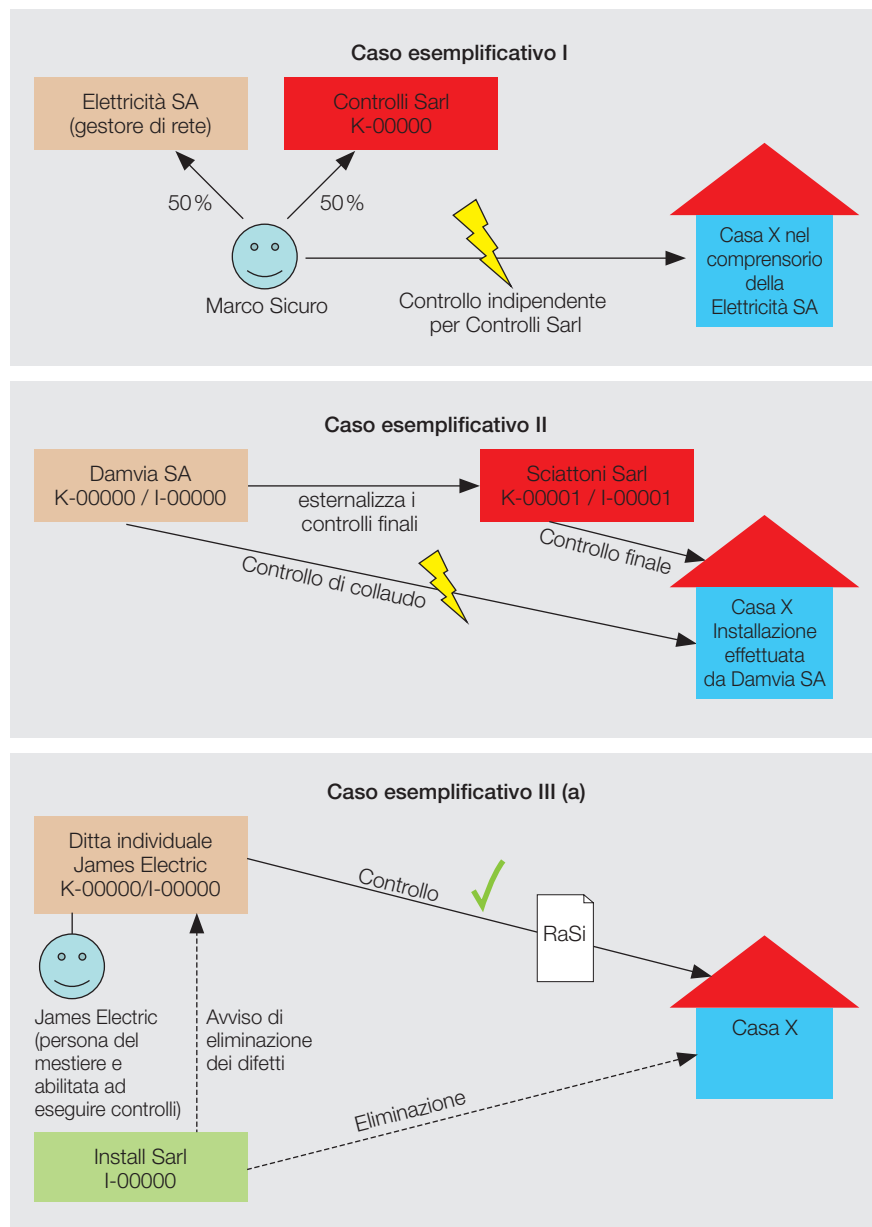 Caso esemplificativo I
Elettricità SA
(gestore di rete)
Controlli Sarl
K-00000
50 %
50 %
Marco Sicuro
Controllo indipendente
per Controlli Sarl
Casa X nel
comprensorio
della
Elettricità SA
Caso esemplificativo II
Damvia SA
K-00000 / I-00000
esternalizza i
controlli finali
Sciattoni Sarl
K-00001 / I-00001
Controllo finale
Controllo di collaudo
Casa X
Installazione
effettuata
da Damvia SA
Caso esemplificativo III (a)
Ditta individuale
James Electric
K-00000/I-00000
Controllo
RaSi
Casa X
James Electric
(persona del
mestiere e
abilitata ad
eseguire controlli)
Avviso di
eliminazione
dei difetti
Eliminazione
Install Sarl
I-00000